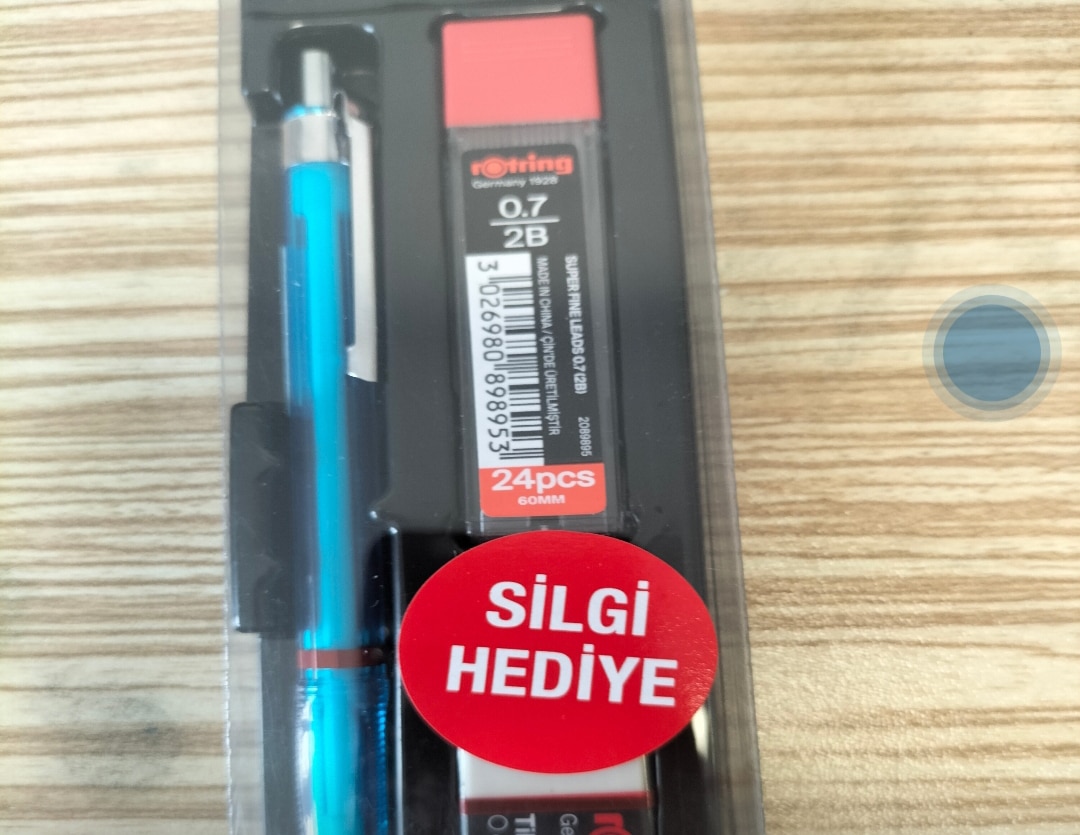 rotring
Germany 1928
0.7
2B
SUPER FINE LEADS 0.7 (2B) 2089895
MADE IN CHINA / ÇİN'DE ÜRETİLMİŞTİR
3 026980 898953
24pcs
60MM
SİLGİ
HEDİYE